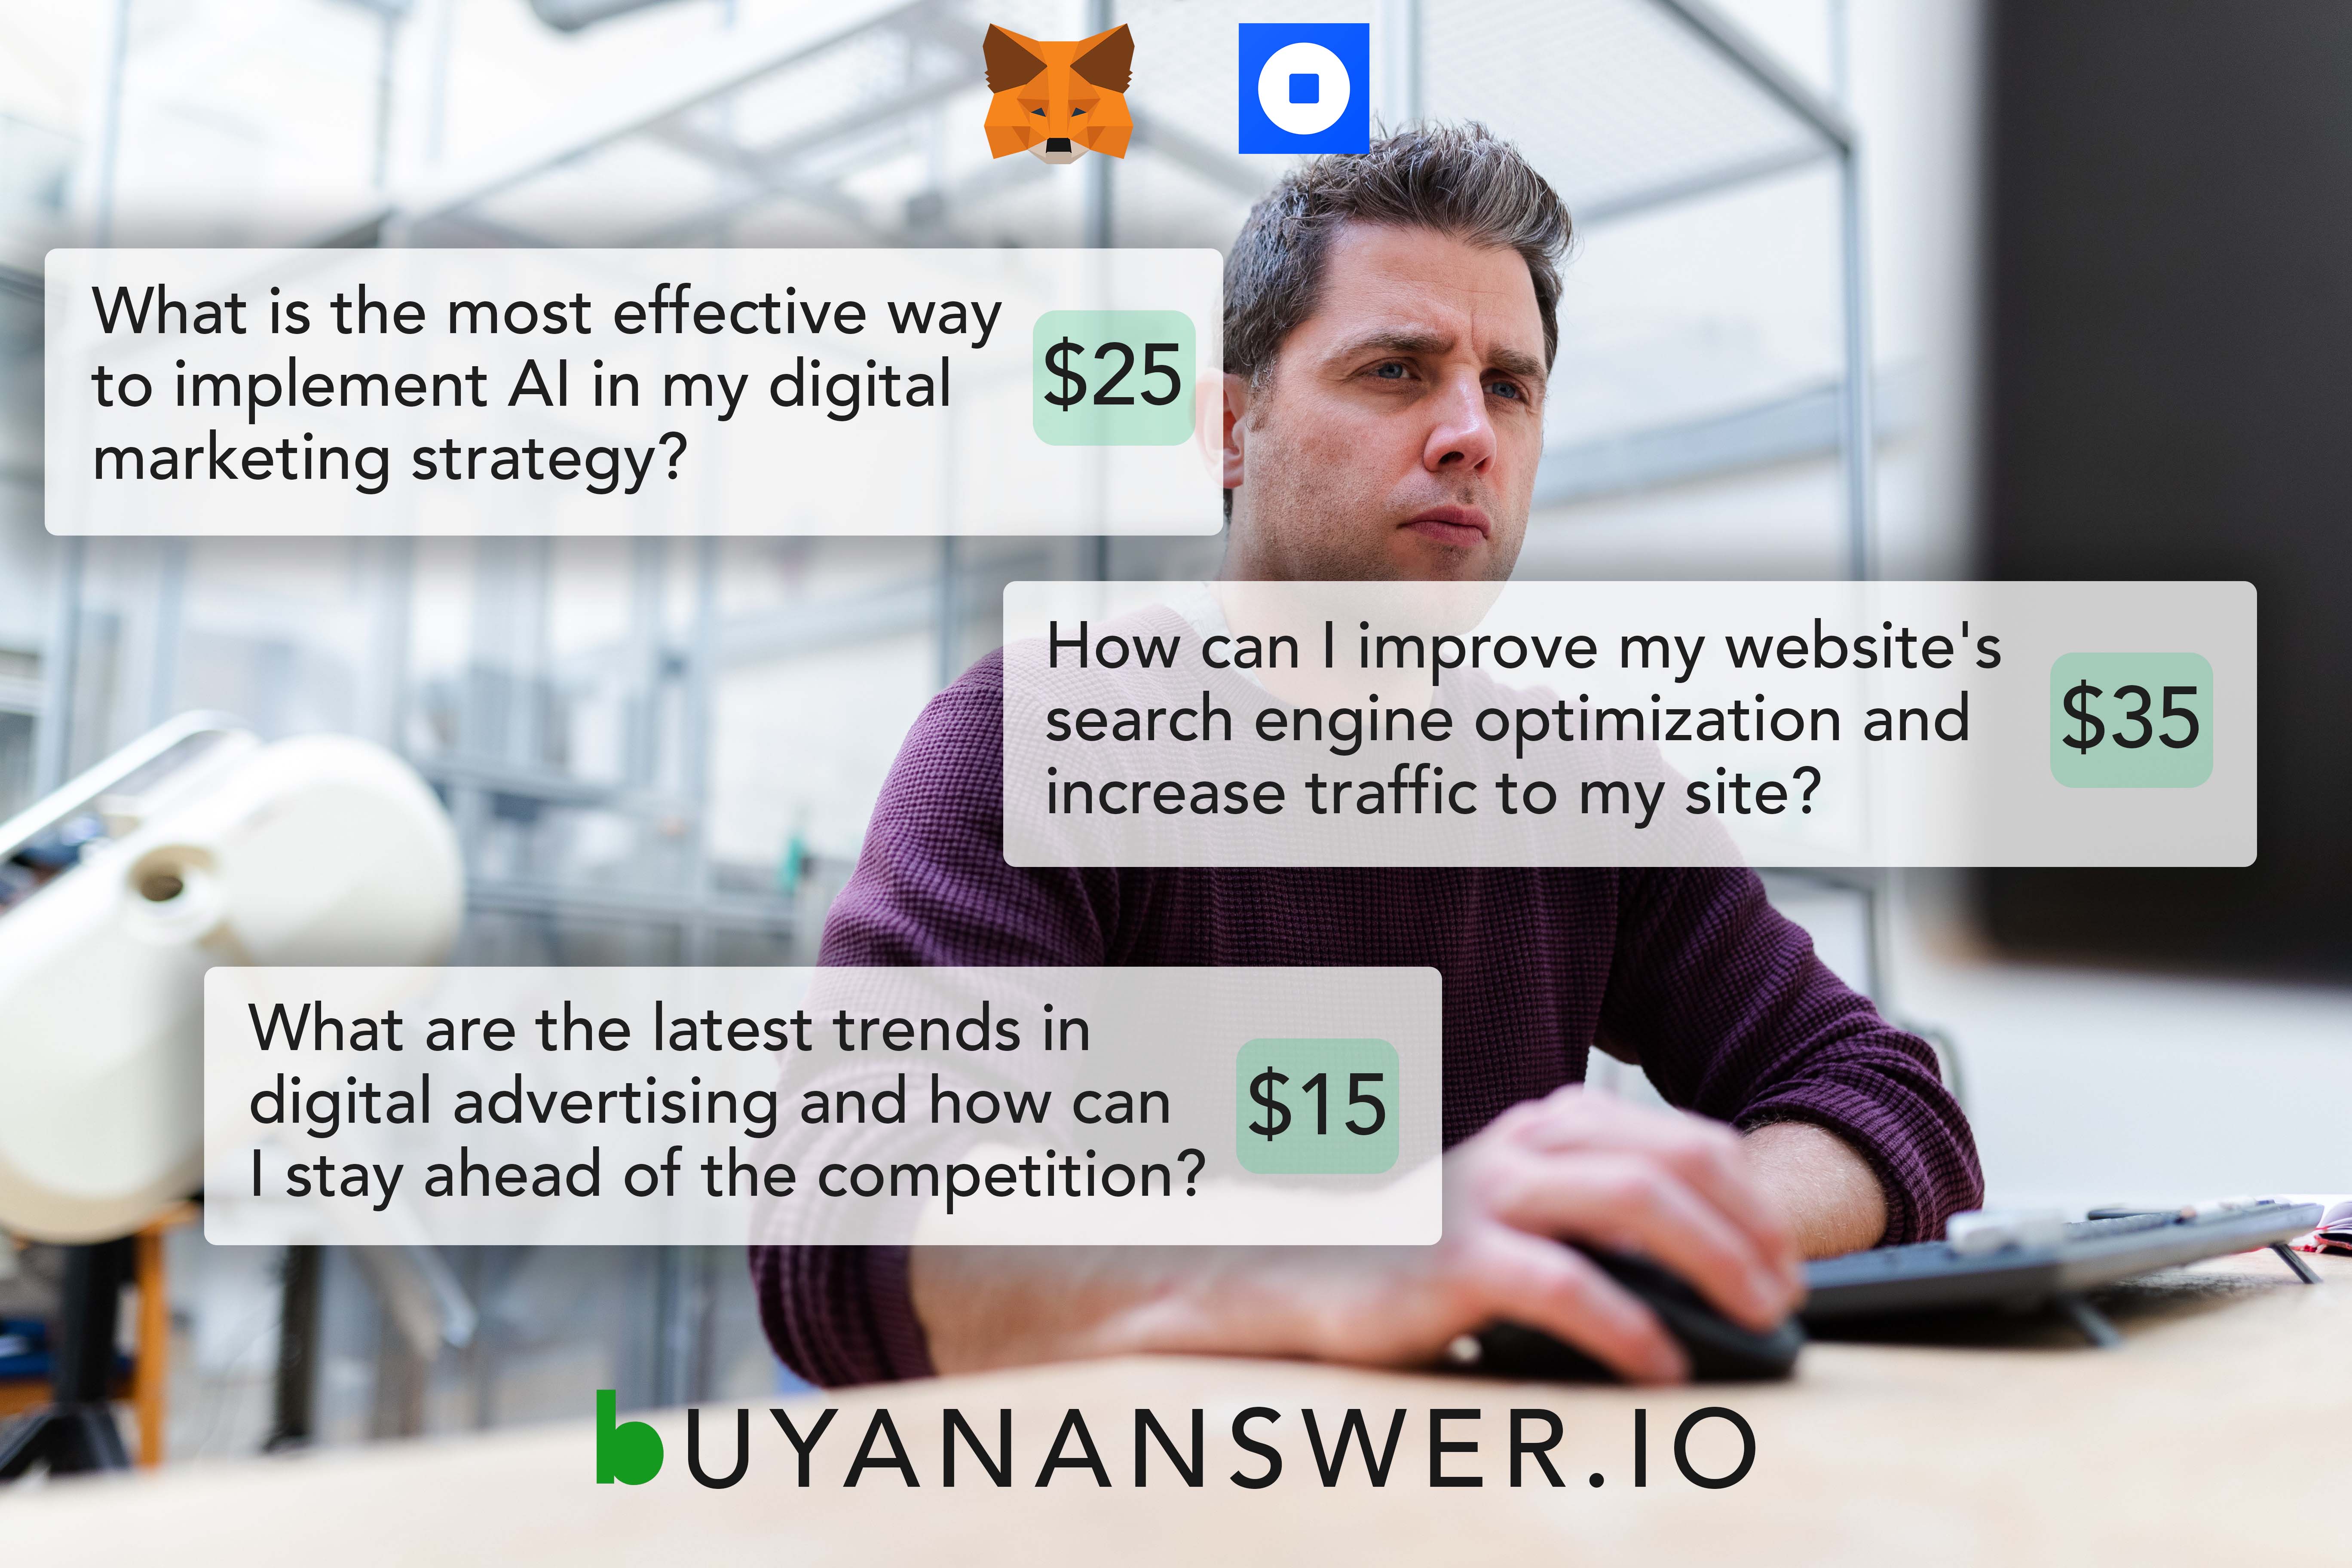 What is the most effective way
to implement AI in my digital
marketing strategy?
$25
How can I improve my website's
search engine optimization and
increase traffic to my site?
$35
What are the latest trends in
digital advertising and how can
I stay ahead of the competition?
$15
bUYANANSWER.IO